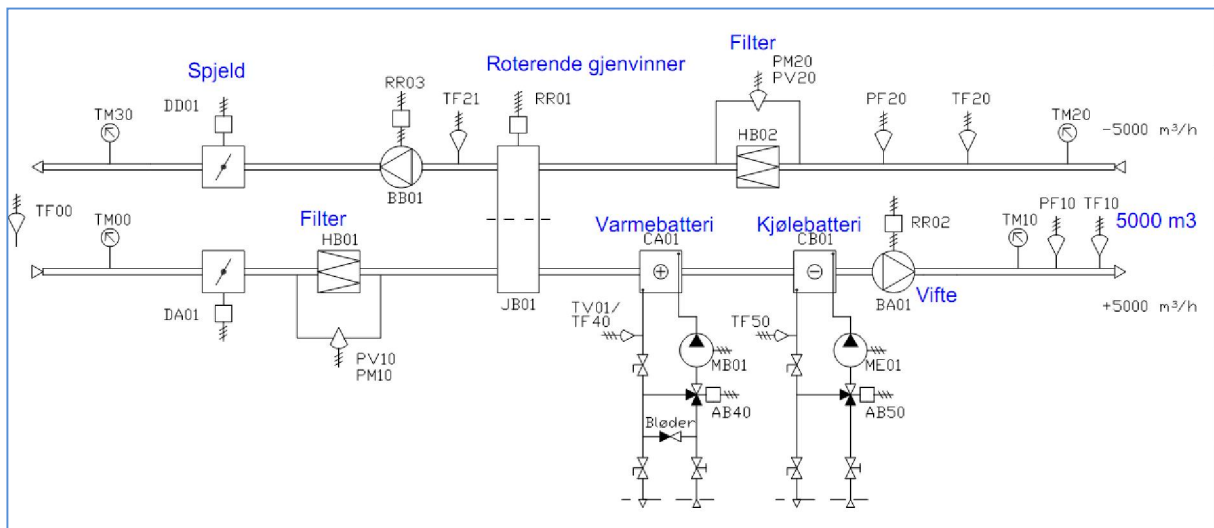 Filter
Spjeld
Roterende gjenvinner
PM20
PV20
RR03
DD01
TF21
RR01
PF20
TF20
TM20
TM30
-5000 m³/h
HB02
BB01
TF00
TM00
Filter
HB01
Varmebatteri
CA01
Kjølebatteri
CB01
RR02
TM10
PF10
TF10
5000 m3
+5000 m³/h
DA01
JB01
BA01
Vifte
TV01/
TF40
TF50
PV10
PM10
MB01
ME01
AB40
AB50
Bløder